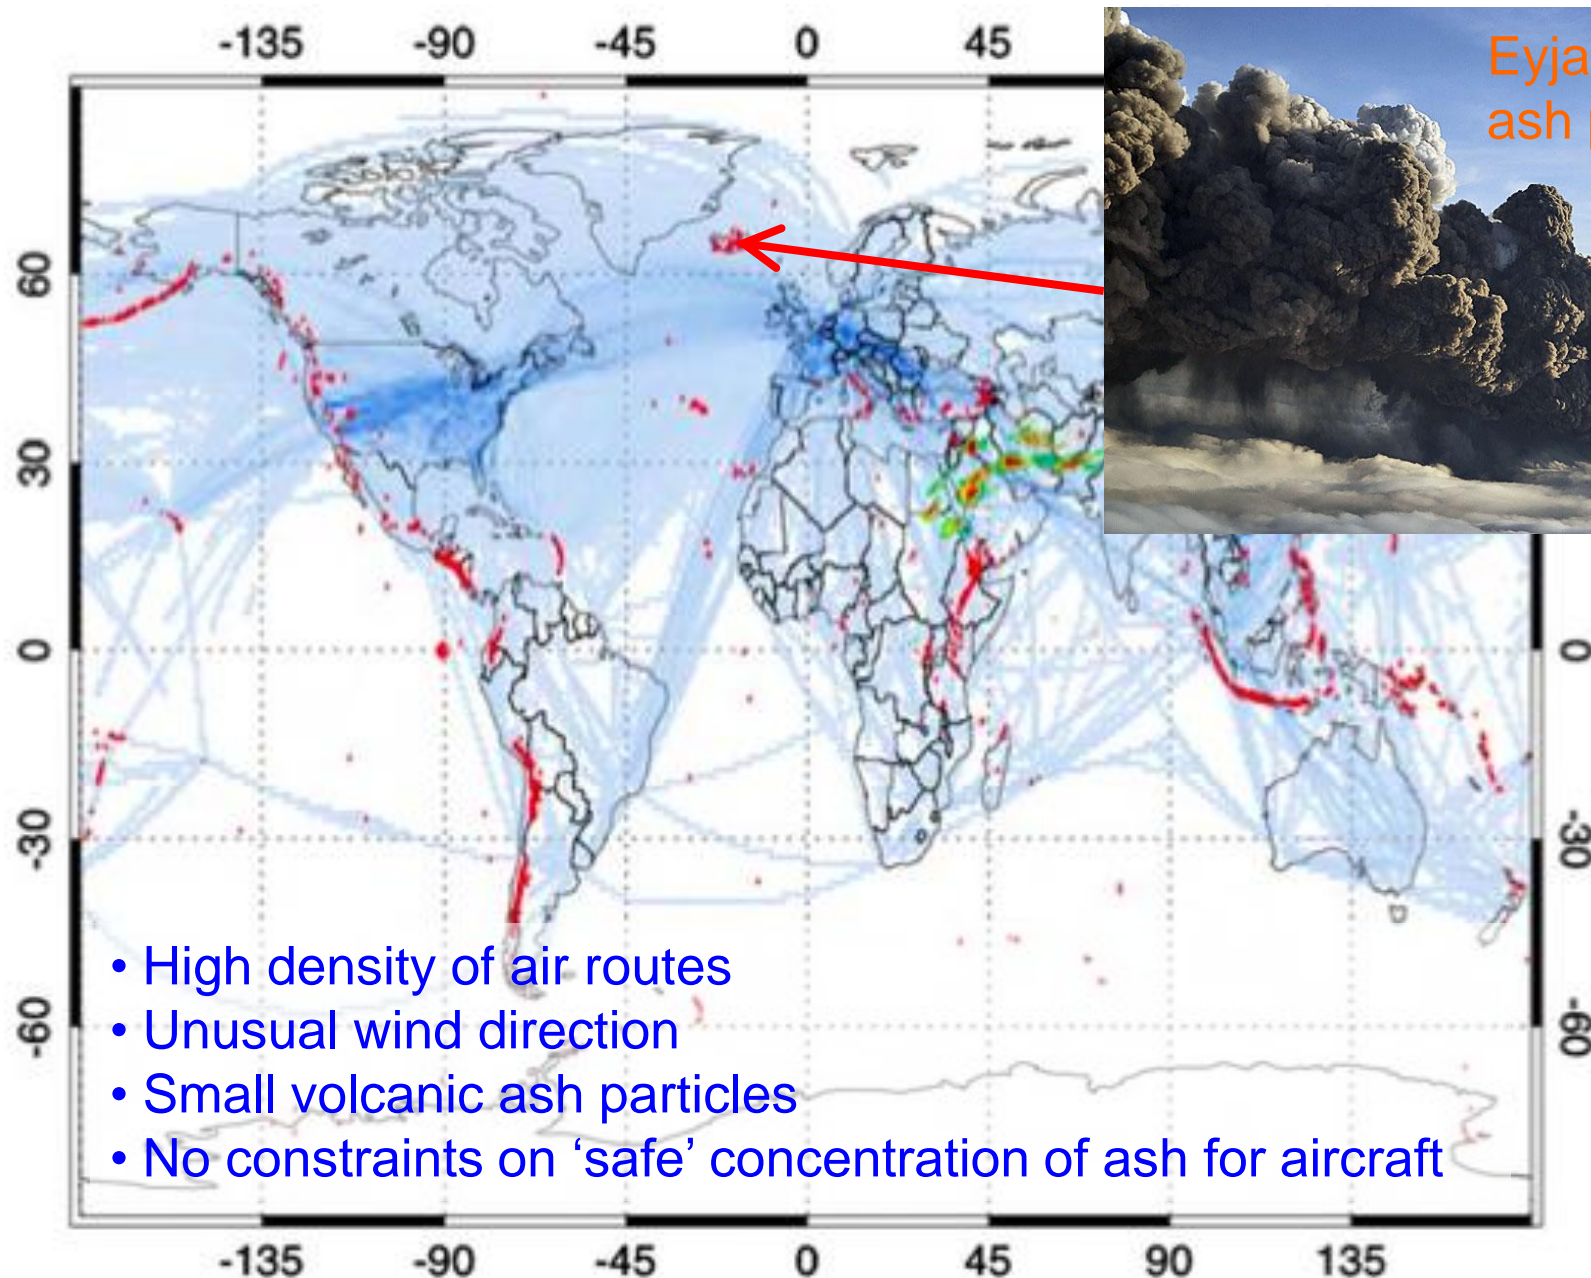 -135 -90 -45 0 45
Eyja
ash
60
30
0
-30
-60
0
-30
-60
• High density of air routes
• Unusual wind direction
• Small volcanic ash particles
• No constraints on ‘safe’ concentration of ash for aircraft
-135 -90 -45 0 45 90 135